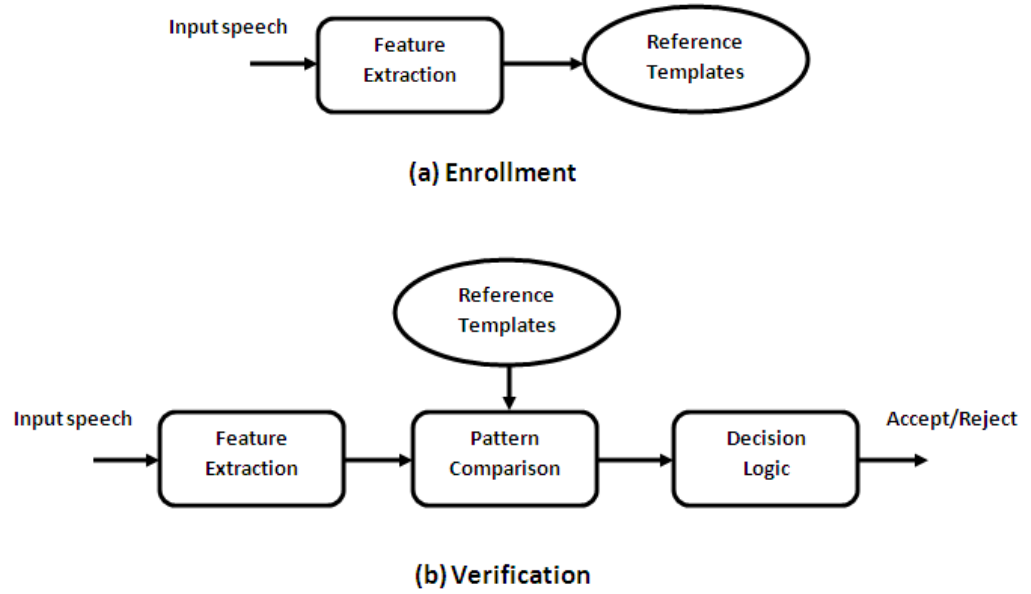 Input speech
Feature
Extraction
Reference
Templates
(a) Enrollment
Reference
Templates
Input speech
Feature
Extraction
Pattern
Comparison
Decision
Logic
Accept/Reject
(b) Verification